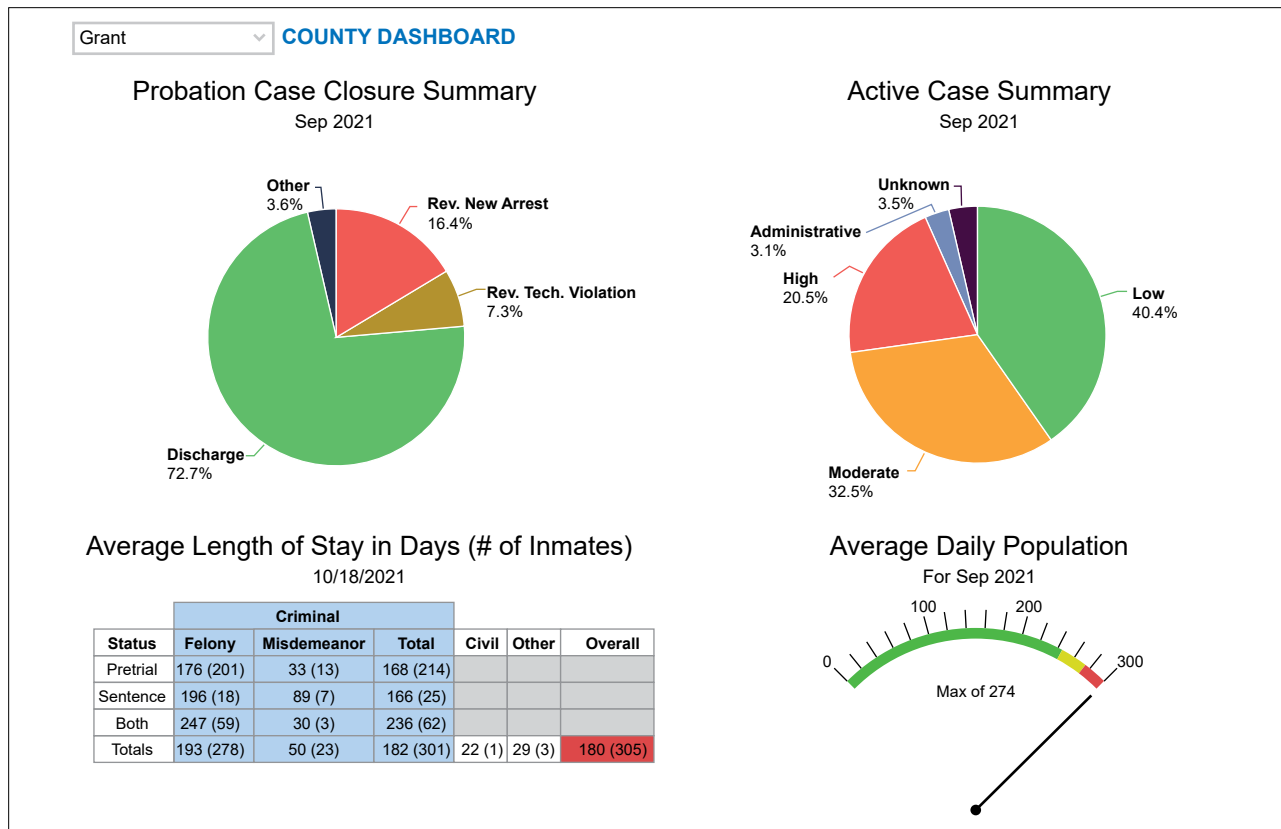 Grant
COUNTY DASHBOARD
Probation Case Closure Summary
Sep 2021
Other
3.6%
Rev. New Arrest
16.4%
Rev. Tech. Violation
7.3%
Discharge
72.7%
Active Case Summary
Sep 2021
Unknown
3.5%
Administrative
3.1%
High
20.5%
Low
40.4%
Moderate
32.5%
Average Length of Stay in Days (# of Inmates)
10/18/2021
Criminal
Status Felony Misdemeanor Total Civil Other Overall
Pretrial 176 (201) 33 (13) 168 (214)
Sentence 196 (18) 89 (7) 166 (25)
Both 247 (59) 30 (3) 236 (62)
Totals 193 (278) 50 (23) 182 (301) 22 (1) 29 (3) 180 (305)
Average Daily Population
For Sep 2021
0 100 200 300
Max of 274